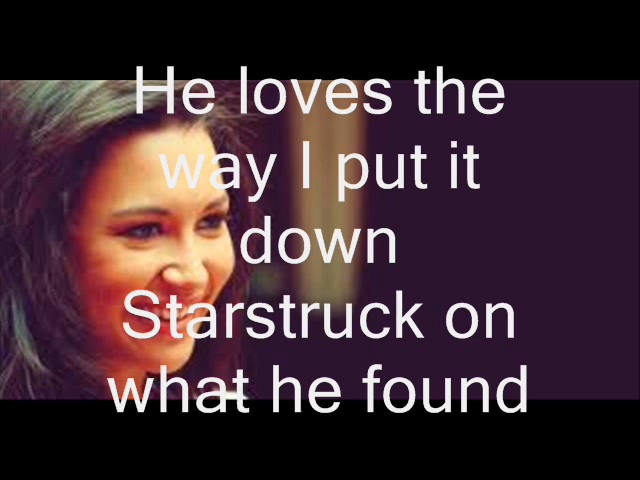 He loves the
way I put it
down
Starstruck on
what he found